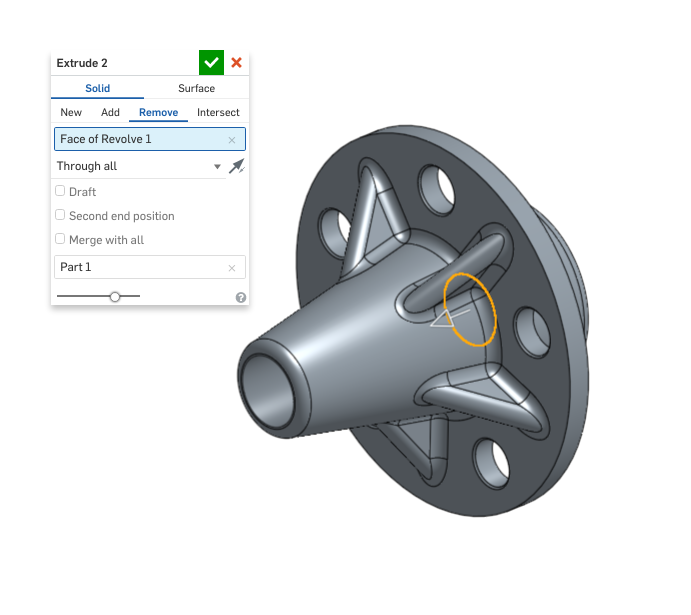 Extrude 2
Solid Surface
New Add Remove Intersect
Face of Revolve 1
Through all
Draft
Second end position
Merge with all
Part 1